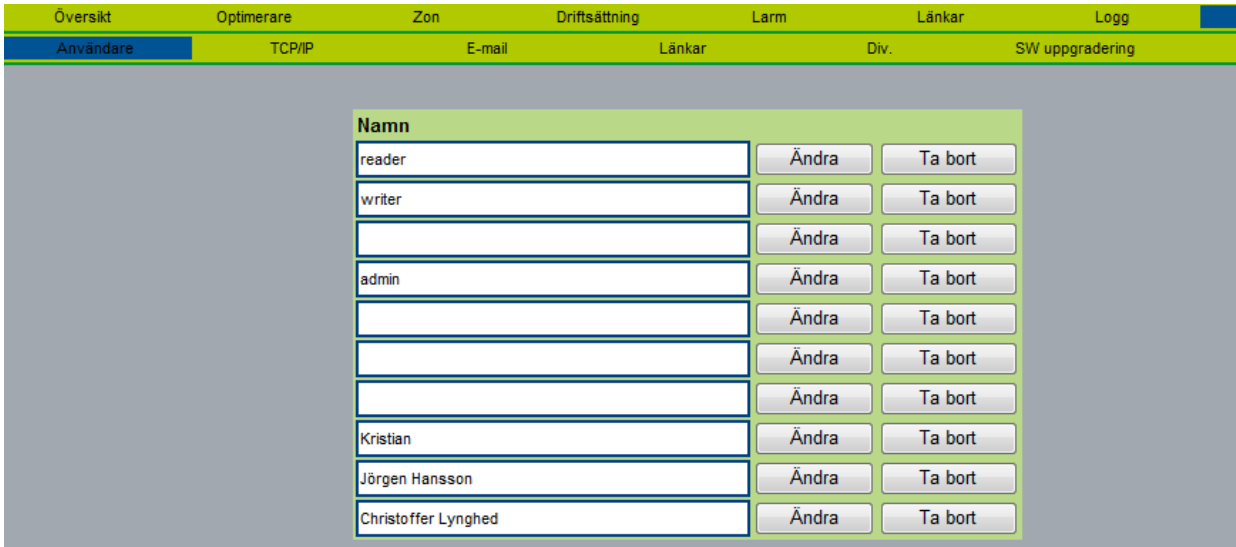 Översikt Optimerare Zon Driftsättning Larm Länkar Logg
Användare TCP/IP E-mail Länkar Div. SW uppgradering
Namn
reader Ändra Ta bort
writer Ändra Ta bort
Ändra Ta bort
admin Ändra Ta bort
Ändra Ta bort
Ändra Ta bort
Ändra Ta bort
Kristian Ändra Ta bort
Jörgen Hansson Ändra Ta bort
Christoffer Lynghed Ändra Ta bort